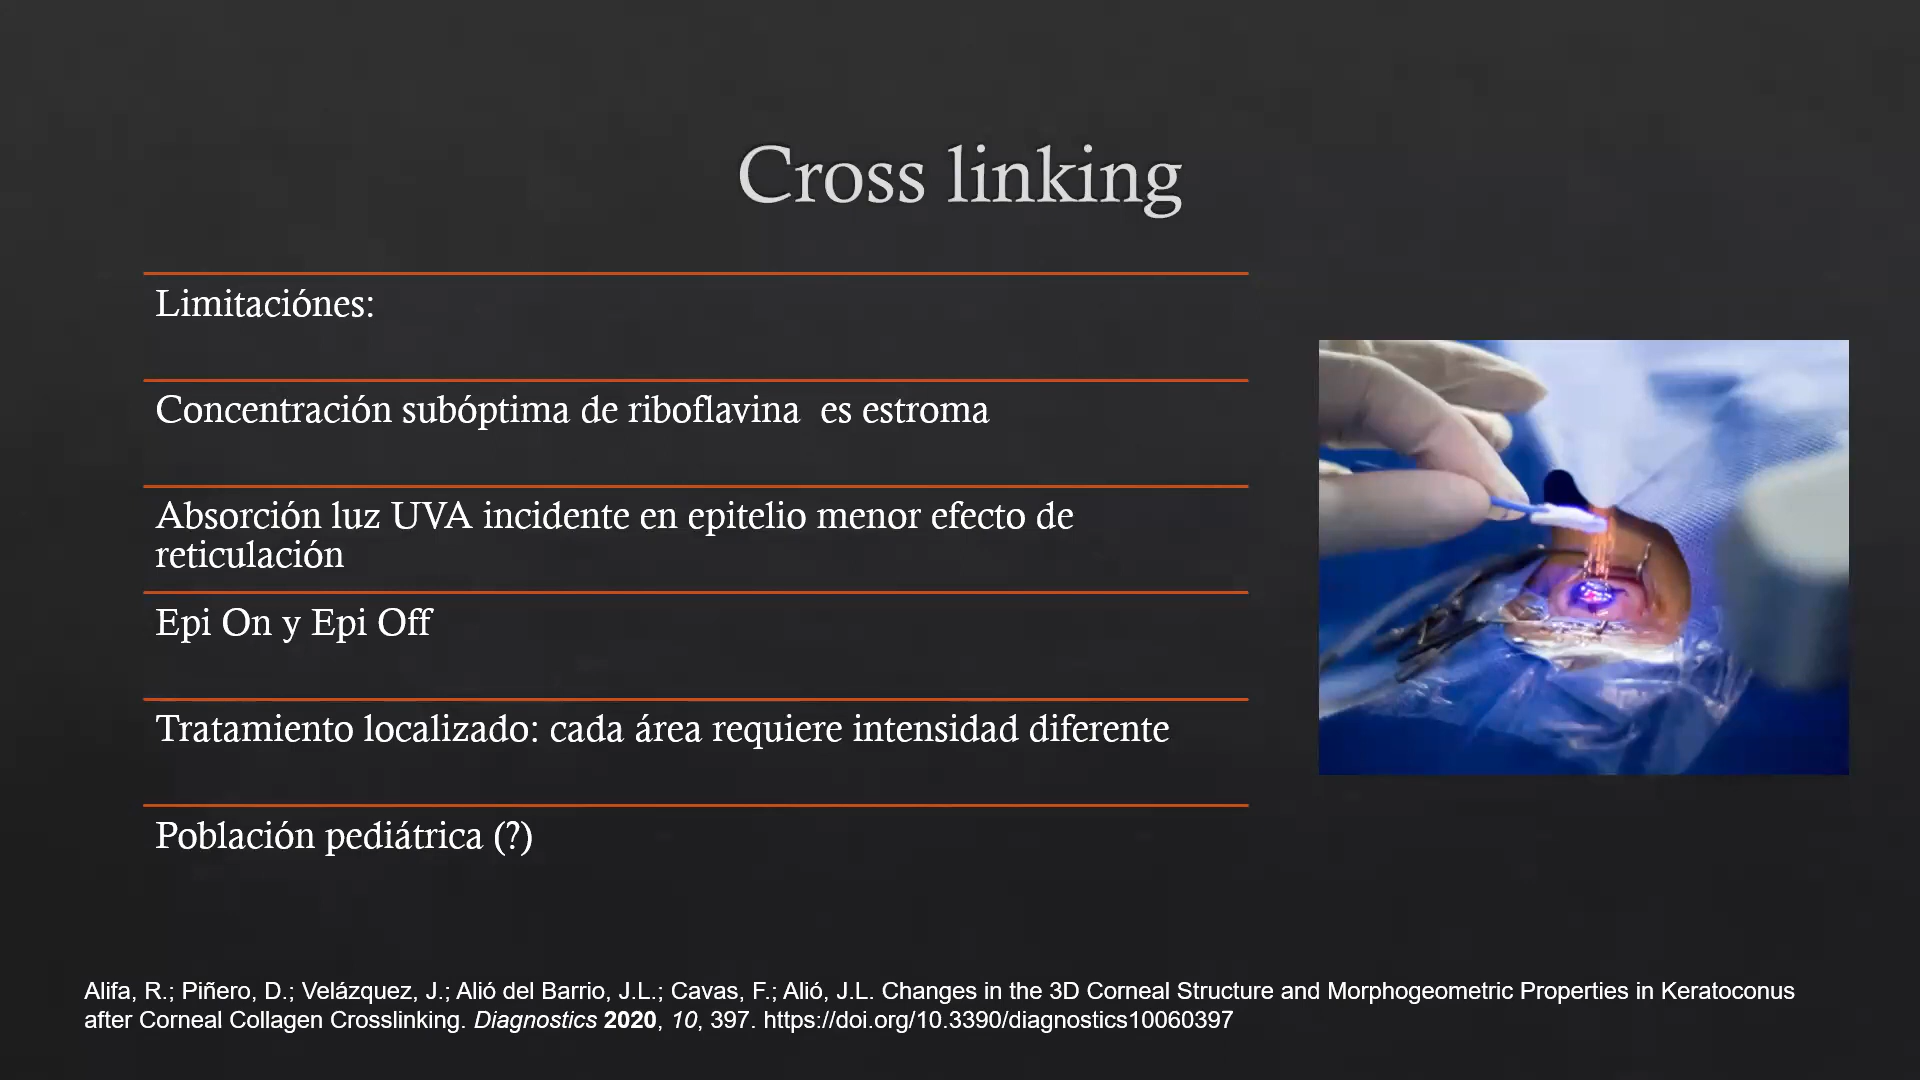 Cross linking
Limitaciónes:
Concentración subóptima de riboflavina  es estroma
Absorción luz UVA incidente en epitelio menor efecto de
reticulación
Epi On y Epi Off
Tratamiento localizado: cada área requiere intensidad diferente
Población pediátrica (?)
Alifa, R.; Piñero, D.; Velázquez, J.; Alió del Barrio, J.L.; Cavas, F.; Alió, J.L. Changes in the 3D Corneal Structure and Morphogeometric Properties in Keratoconus
after Corneal Collagen Crosslinking. Diagnostics 2020, 10, 397. https://doi.org/10.3390/diagnostics10060397